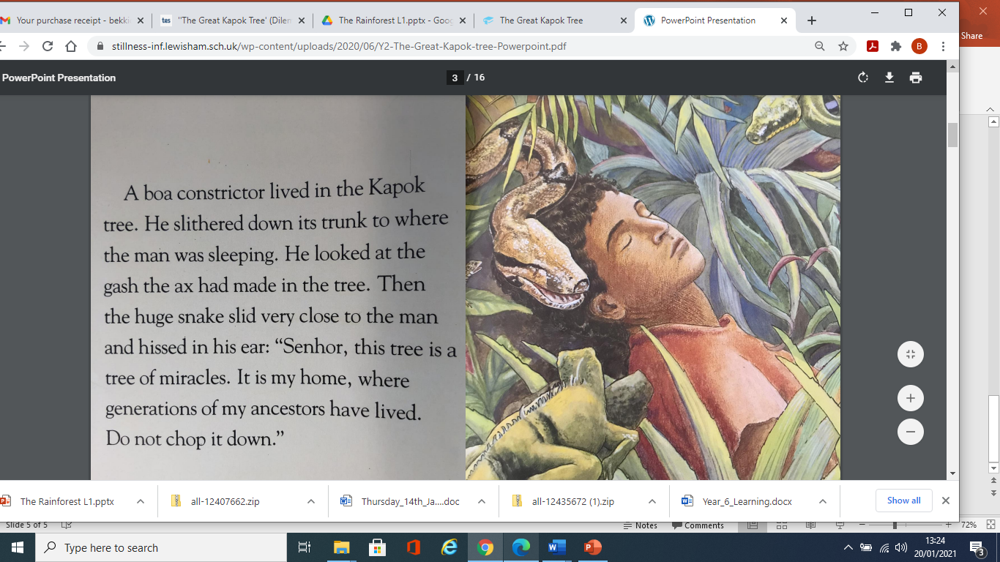 Your purchase receipt - bekki
"The Great Kapok Tree' (Dilem
The Rainforest L1.pptx - Goog
The Great Kapok Tree
PowerPoint Presentation
Share
stillness-inf.lewisham.sch.uk/wp-content/uploads/2020/06/Y2-The-Great-Kapok-tree-Powerpoint.pdf
B
PowerPoint Presentation
3 / 16
A boa constrictor lived in the Kapok
tree. He slithered down its trunk to where
the man was sleeping. He looked at the
gash the ax had made in the tree. Then
the huge snake slid very close to the man
and hissed in his ear: “Senhor, this tree is a
tree of miracles. It is my home, where
generations of my ancestors have lived.
Do not chop it down.”
The Rainforest L1.pptx
all-12407662.zip
Thursday_14th_Ja....doc
all-12435672 (1).zip
Year_6_Learning.docx
Show all
Slide 5 of 5
Notes
Comments
72%
Type here to search
13:24
20/01/2021
3